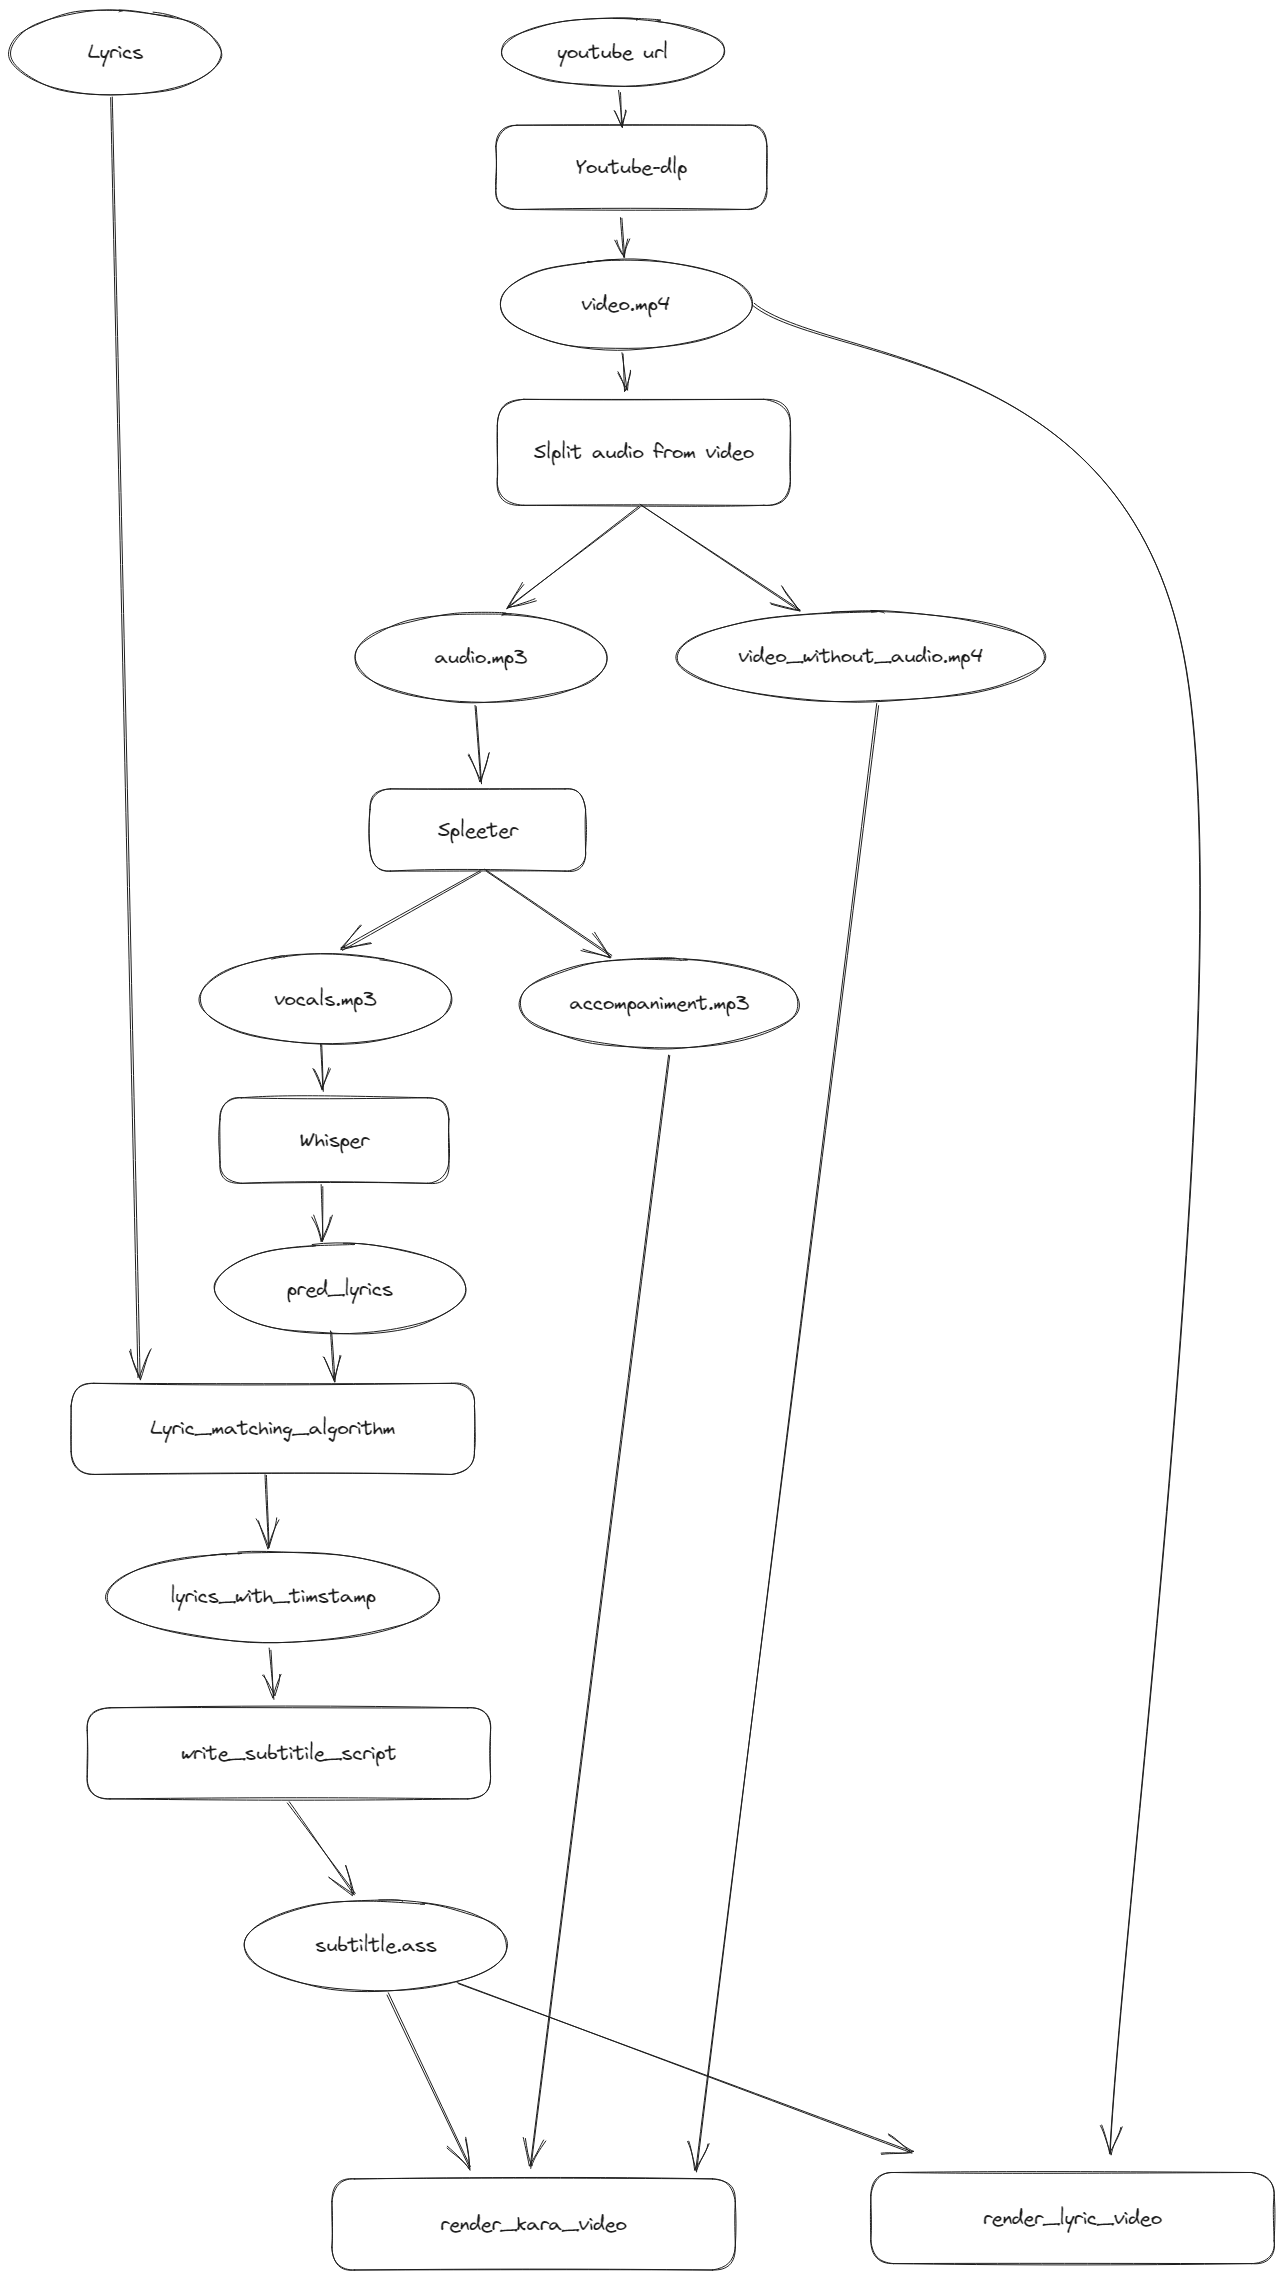 Lyrics
youtube url
Youtube-dlp
video.mp4
Slplit audio from video
audio.mp3
video_without_audio.mp4
Spleeter
vocals.mp3
accompaniment.mp3
Whisper
pred_lyrics
Lyric_matching_algorithm
lyrics_with_timstamp
write_subtitile_script
subtiltle.ass
render_kara_video
render_lyric_video